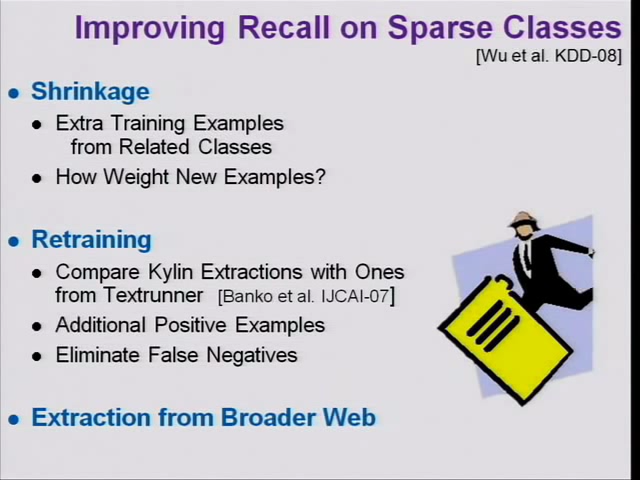 Improving Recall on Sparse Classes
[Wu et al. KDD-08]
• Shrinkage
• Extra Training Examples
from Related Classes
• How Weight New Examples?
• Retraining
• Compare Kylin Extractions with Ones
from Textrunner [Banko et al. IJCAI-07]
• Additional Positive Examples
• Eliminate False Negatives
• Extraction from Broader Web